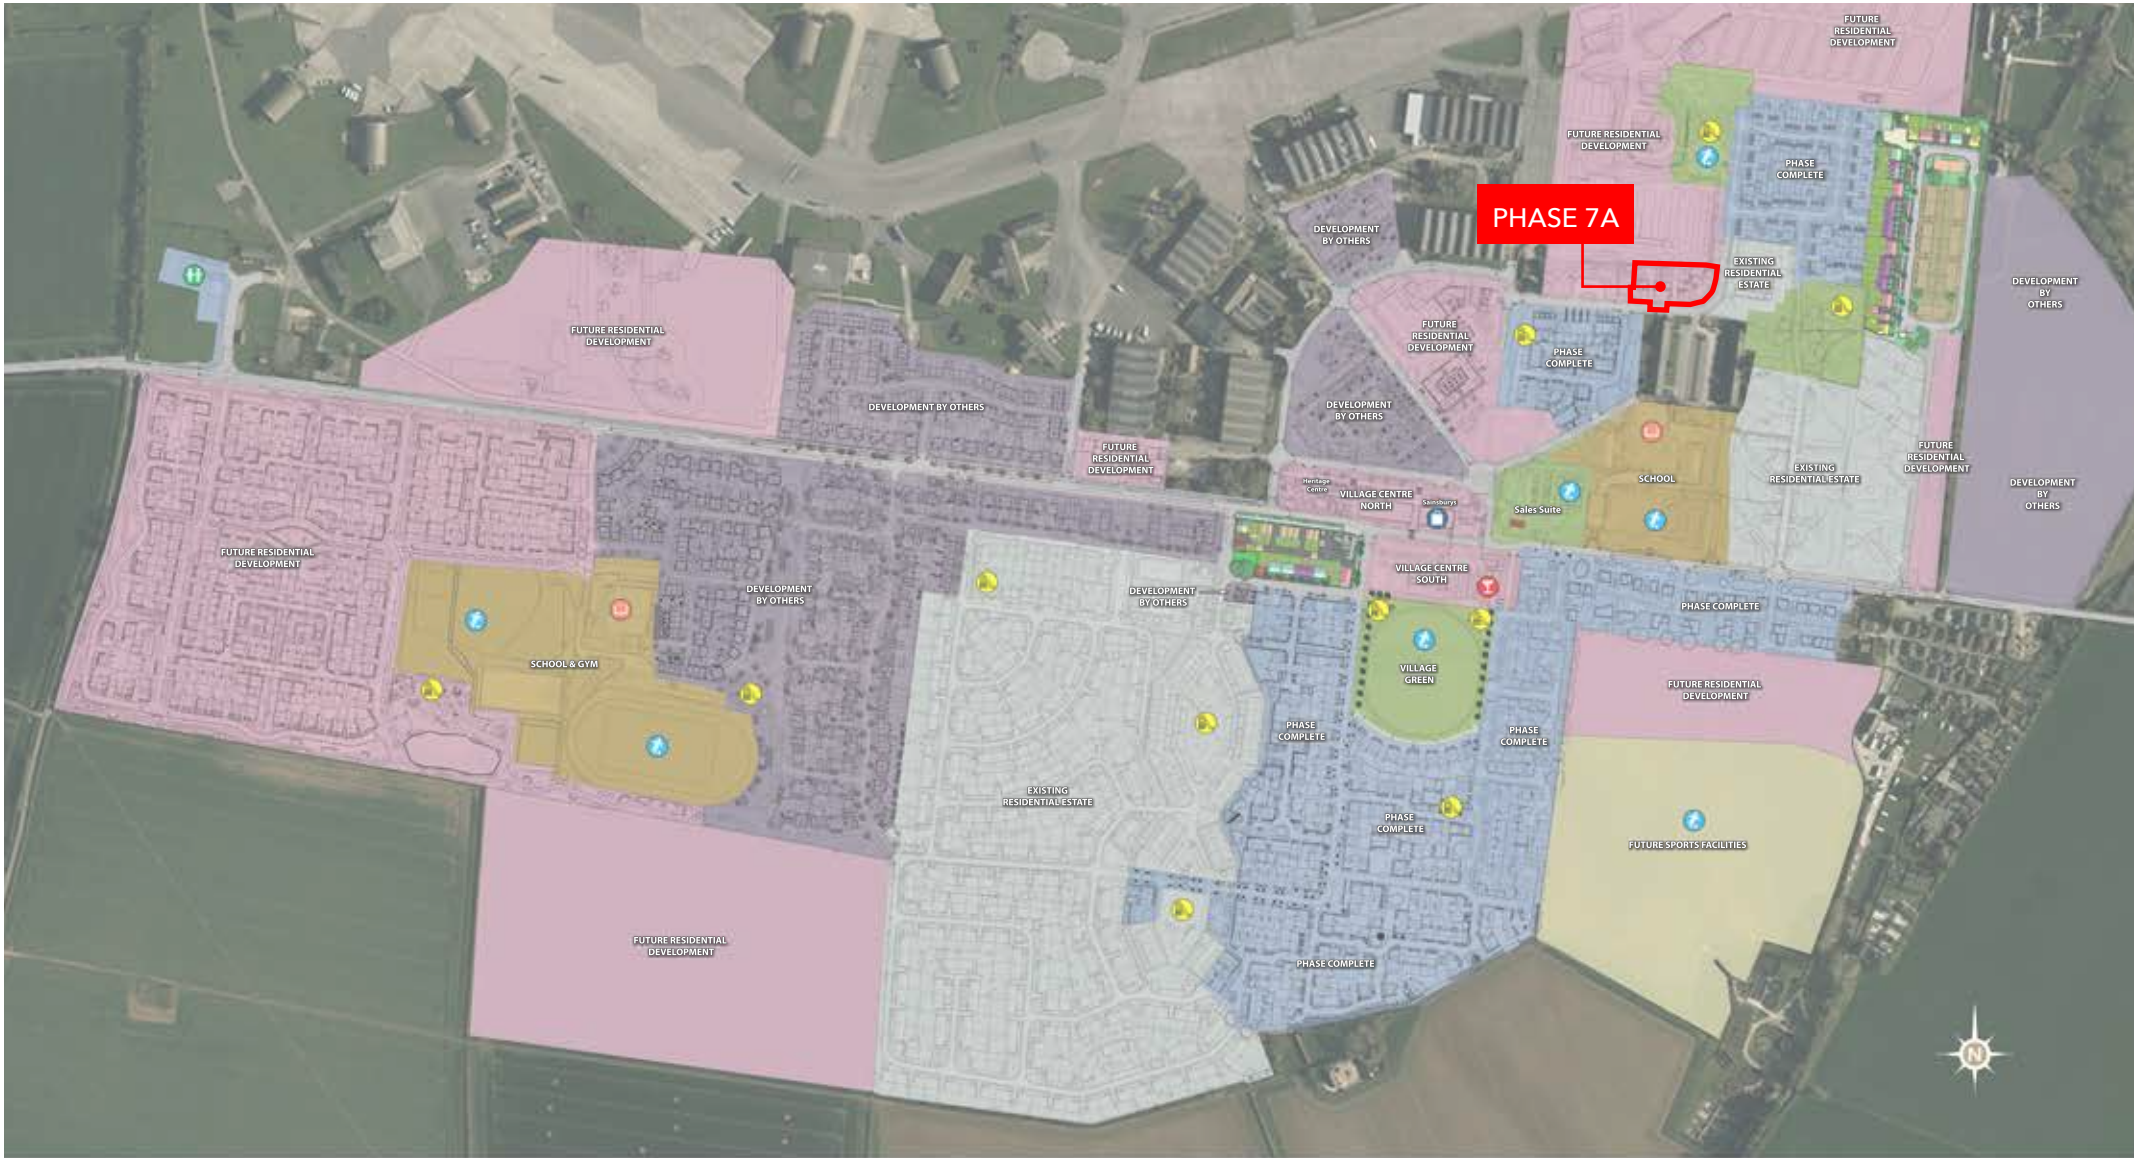 FUTURE
RESIDENTIAL
DEVELOPMENT
FUTURE RESIDENTIAL
DEVELOPMENT
PHASE
COMPLETE
PHASE 7A
DEVELOPMENT
BY OTHERS
EXISTING
RESIDENTIAL
ESTATE
DEVELOPMENT
BY
OTHERS
FUTURE RESIDENTIAL
DEVELOPMENT
FUTURE
RESIDENTIAL
DEVELOPMENT
PHASE
COMPLETE
DEVELOPMENT BY OTHERS
DEVELOPMENT
BY OTHERS
FUTURE
RESIDENTIAL
DEVELOPMENT
FUTURE
RESIDENTIAL
DEVELOPMENT
EXISTING
RESIDENTIAL ESTATE
SCHOOL
DEVELOPMENT
BY
OTHERS
Heritage
Centre
VILLAGE CENTRE
NORTH
Sainsburys
Sales Suite
FUTURE RESIDENTIAL
DEVELOPMENT
DEVELOPMENT
BY OTHERS
DEVELOPMENT
BY OTHERS
VILLAGE CENTRE
SOUTH
PHASE COMPLETE
SCHOOL & GYM
VILLAGE
GREEN
FUTURE RESIDENTIAL
DEVELOPMENT
PHASE
COMPLETE
PHASE
COMPLETE
EXISTING
RESIDENTIAL ESTATE
PHASE
COMPLETE
FUTURE SPORTS FACILITIES
FUTURE RESIDENTIAL
DEVELOPMENT
PHASE COMPLETE
N